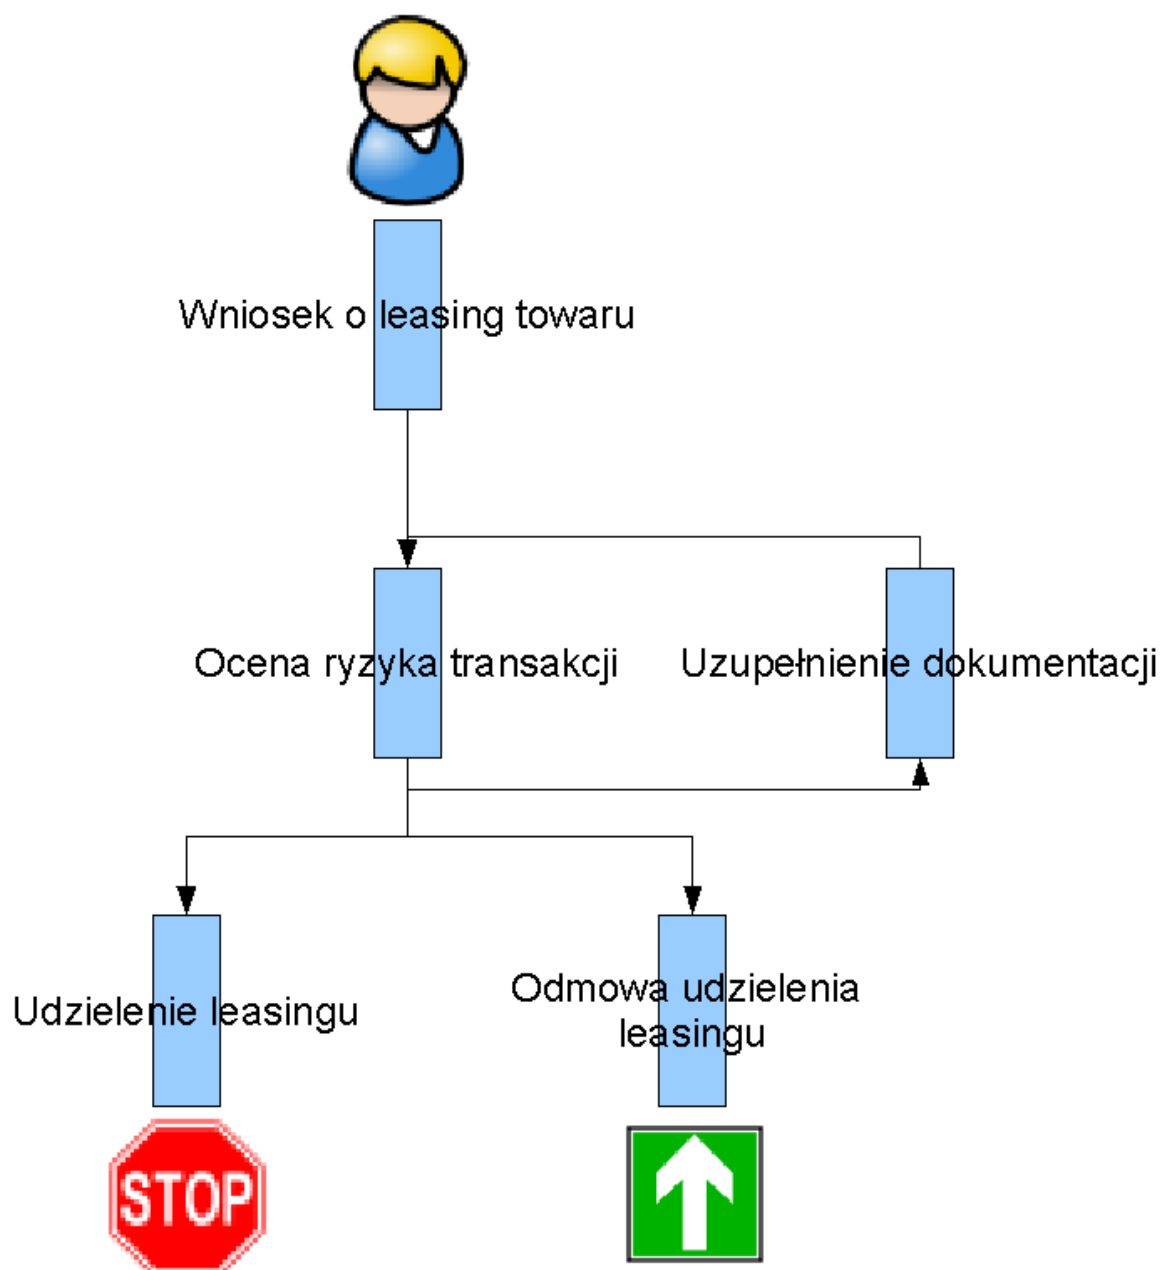 Wniosek o leasing towaru
Ocena ryzyka transakcji
Uzupełnienie dokumentacji
Udzielenie leasingu
Odmowa udzielenia
leasingu
STOP